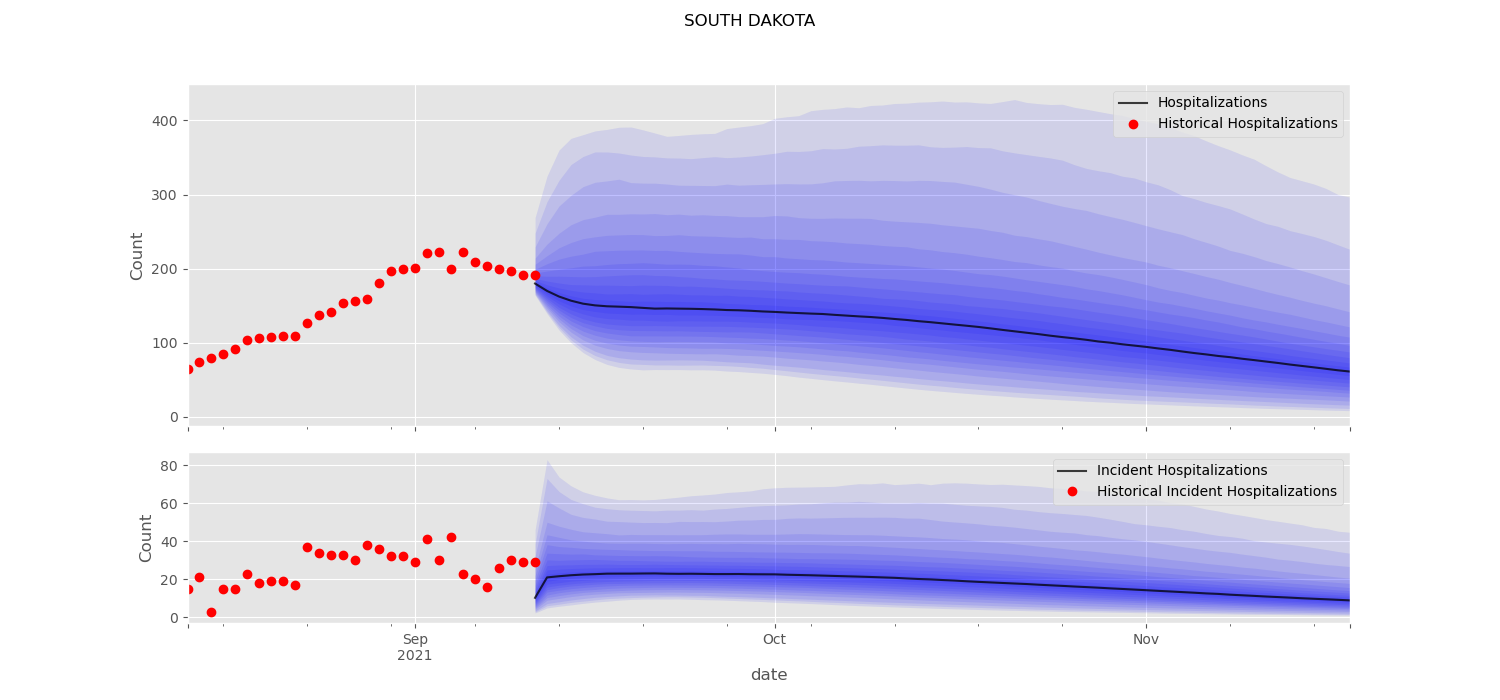 SOUTH DAKOTA
400
300
200
100
0
Count
Hospitalizations
Historical Hospitalizations
80
60
40
20
0
Count
Incident Hospitalizations
Historical Incident Hospitalizations
Sep
2021
Oct
Nov
date